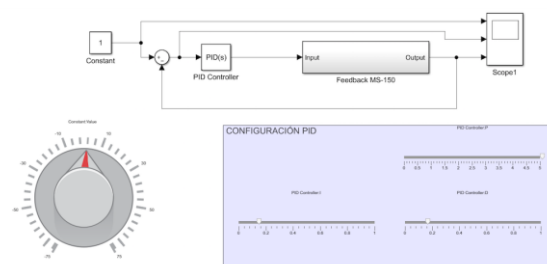 1
Constant
PID(s)
PID Controller
Input
Output
Feedback MS-150
Scope1
Constant Value
CONFIGURACIÓN PID
PID Controller:P
0 0.5 1 1.5 2 2.5 3 3.5 4 4.5 5
PID Controller:I
0 0.2 0.4 0.6 0.8 1
PID Controller:D
0 0.2 0.4 0.6 0.8 1